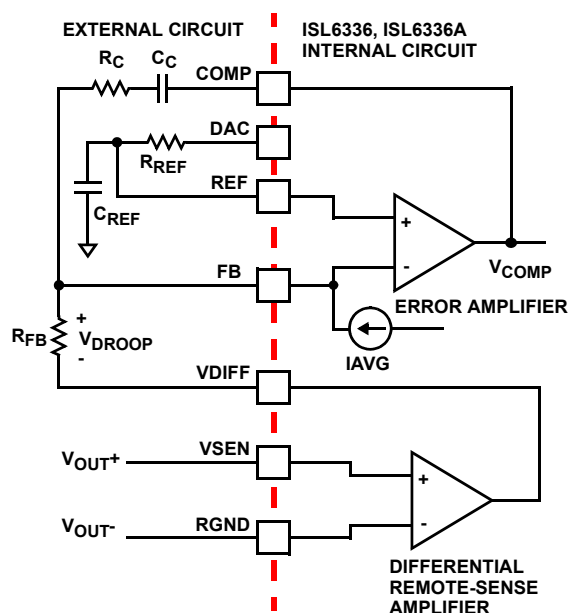 EXTERNAL CIRCUIT
ISL6336, ISL6336A
INTERNAL CIRCUIT
RC
CC
COMP
DAC
RREF
REF
CREF
+
-
VCOMP
FB
ERROR AMPLIFIER
IAVG
RFB
+
VDROOP
-
VDIFF
VOUT+
VSEN
+
VOUT-
RGND
-
DIFFERENTIAL
REMOTE-SENSE
AMPLIFIER